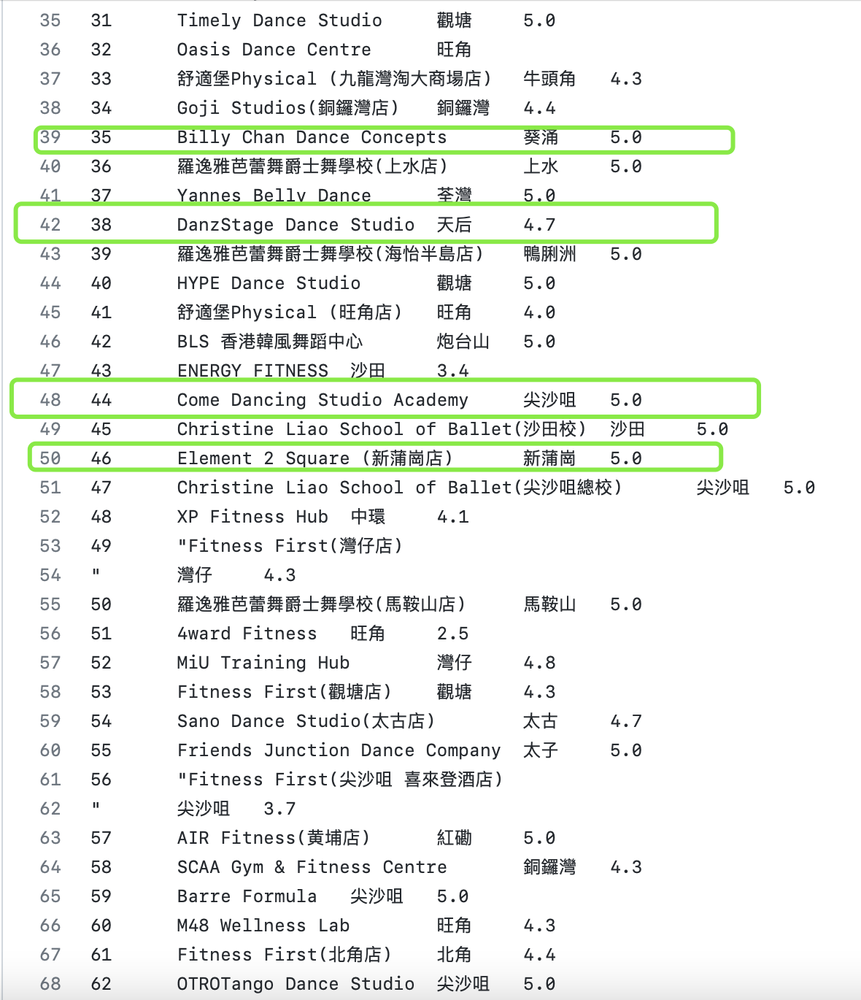 35 31 Timely Dance Studio 觀塘 5.0
36 32 Oasis Dance Centre 旺角
37 33 舒適堡Physical (九龍灣淘大商場店) 牛頭角 4.3
38 34 Goji Studios(銅鑼灣店) 銅鑼灣 4.4
39 35 Billy Chan Dance Concepts 葵涌 5.0
40 36 羅逸雅芭蕾舞爵士舞學校(上水店) 上水 5.0
41 37 Yannes Belly Dance 荃灣 5.0
42 38 DanzStage Dance Studio 天后 4.7
43 39 羅逸雅芭蕾舞爵士舞學校(海怡半島店) 鴨脷洲 5.0
44 40 HYPE Dance Studio 觀塘 5.0
45 41 舒適堡Physical (旺角店) 旺角 4.0
46 42 BLS 香港韓風舞蹈中心 炮台山 5.0
47 43 ENERGY FITNESS 沙田 3.4
48 44 Come Dancing Studio Academy 尖沙咀 5.0
49 45 Christine Liao School of Ballet(沙田校) 沙田 5.0
50 46 Element 2 Square (新蒲崗店) 新蒲崗 5.0
51 47 Christine Liao School of Ballet(尖沙咀總校) 尖沙咀 5.0
52 48 XP Fitness Hub 中環 4.1
53 49 "Fitness First(灣仔店)
54 " 灣仔 4.3
55 50 羅逸雅芭蕾舞爵士舞學校(馬鞍山店) 馬鞍山 5.0
56 51 4ward Fitness 旺角 2.5
57 52 MiU Training Hub 灣仔 4.8
58 53 Fitness First(觀塘店) 觀塘 4.3
59 54 Sano Dance Studio(太古店) 太古 4.7
60 55 Friends Junction Dance Company 太子 5.0
61 56 "Fitness First(尖沙咀 喜來登酒店)
62 " 尖沙咀 3.7
63 57 AIR Fitness(黄埔店) 紅磡 5.0
64 58 SCAA Gym & Fitness Centre 銅鑼灣 4.3
65 59 Barre Formula 尖沙咀 5.0
66 60 M48 Wellness Lab 旺角 4.3
67 61 Fitness First(北角店) 北角 4.4
68 62 OTROTango Dance Studio 尖沙咀 5.0